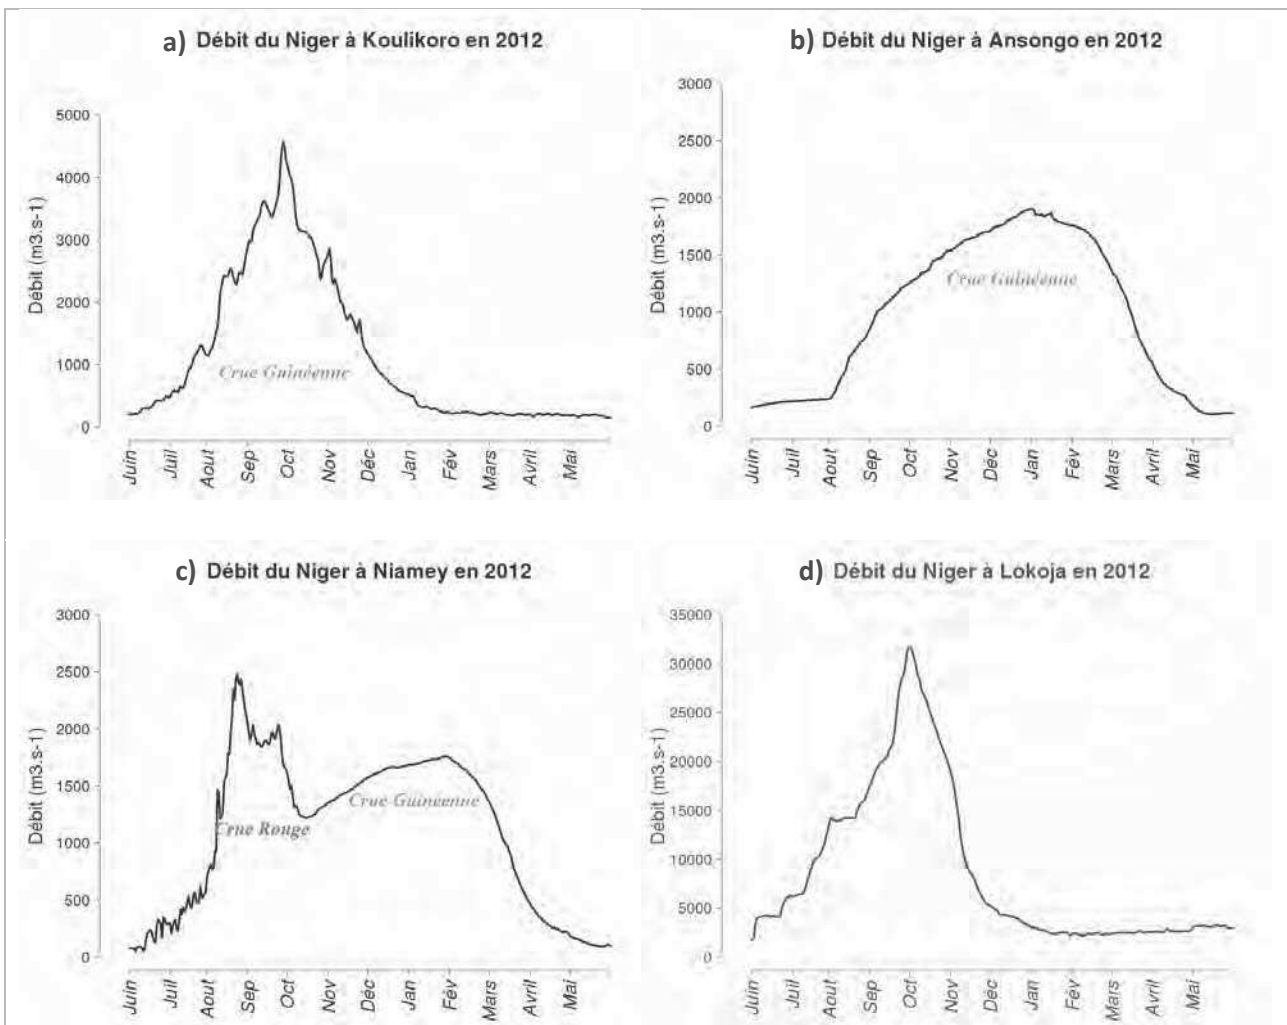 a) Débit du Niger à Koulikoro en 2012
Débit (m3.s-1)
5000
4000
3000
2000
1000
0
Crue Guinéenne
Juin
Juil
Aout
Sep
Oct
Nov
Déc
Jan
Fév
Mars
Avril
Mai
b) Débit du Niger à Ansongo en 2012
Débit (m3.s-1)
3000
2500
2000
1500
1000
500
0
Crue Guinéenne
Juin
Juil
Aout
Sep
Oct
Nov
Déc
Jan
Fév
Mars
Avril
Mai
c) Débit du Niger à Niamey en 2012
Débit (m3.s-1)
3000
2500
2000
1500
1000
500
0
Crue Rouge
Crue Guinéenne
Juin
Juil
Aout
Sep
Oct
Nov
Déc
Jan
Fév
Mars
Avril
Mai
d) Débit du Niger à Lokoja en 2012
Débit (m3.s-1)
35000
30000
25000
20000
15000
10000
5000
0
Juin
Juil
Aout
Sep
Oct
Nov
Déc
Jan
Fév
Mars
Avril
Mai